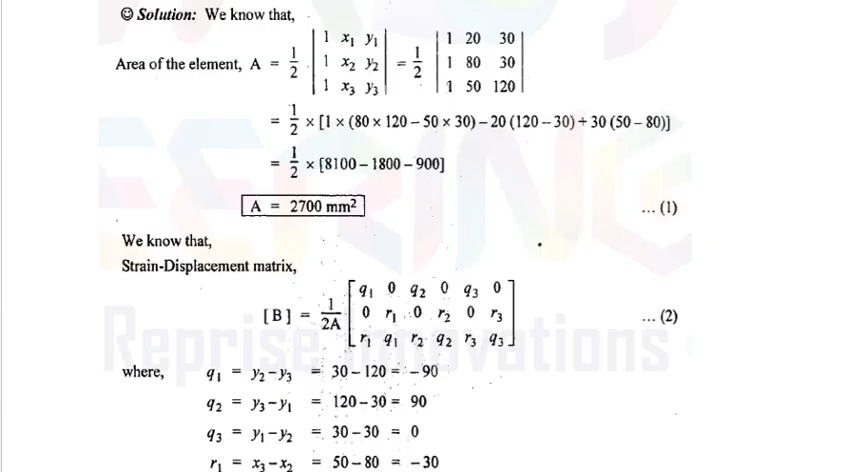 ☺ Solution: We know that,
Area of the element, A = 1/2 . | 1 x₁ y₁ ; 1 x₂ y₂ ; 1 x₃ y₃ | = 1/2 | 1 20 30 ; 1 80 30 ; 1 50 120 |
= 1/2 × [1 × (80 × 120 – 50 × 30) – 20 (120 – 30) + 30 (50 – 80)]
= 1/2 × [8100 – 1800 – 900]
A = 2700 mm² ... (1)
We know that,
Strain-Displacement matrix,
[ B ] = 1/2A [ q₁ 0 q₂ 0 q₃ 0 ; 0 r₁ 0 r₂ 0 r₃ ; r₁ q₁ r₂ q₂ r₃ q₃ ] ... (2)
Reprise Innovations
where, q₁ = y₂ – y₃ = 30 – 120 = – 90
q₂ = y₃ – y₁ = 120 – 30 = 90
q₃ = y₁ – y₂ = 30 – 30 = 0
r₁ = x₃ – x₂ = 50 – 80 = – 30